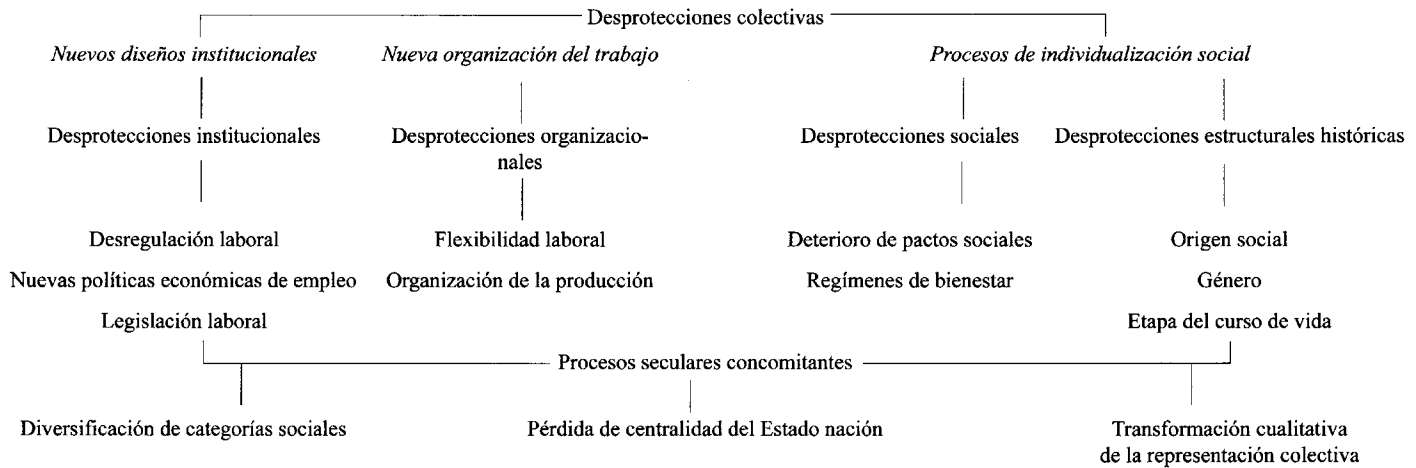 Desprotecciones colectivas
Nuevos diseños institucionales
Nueva organización del trabajo
Procesos de individualización social
Desprotecciones institucionales
Desprotecciones organizacio-
nales
Desprotecciones sociales
Desprotecciones estructurales históricas
Desregulación laboral
Flexibilidad laboral
Deterioro de pactos sociales
Origen social
Nuevas políticas económicas de empleo
Organización de la producción
Regímenes de bienestar
Género
Legislación laboral
Etapa del curso de vida
Procesos seculares concomitantes
Diversificación de categorías sociales
Pérdida de centralidad del Estado nación
Transformación cualitativa
de la representación colectiva